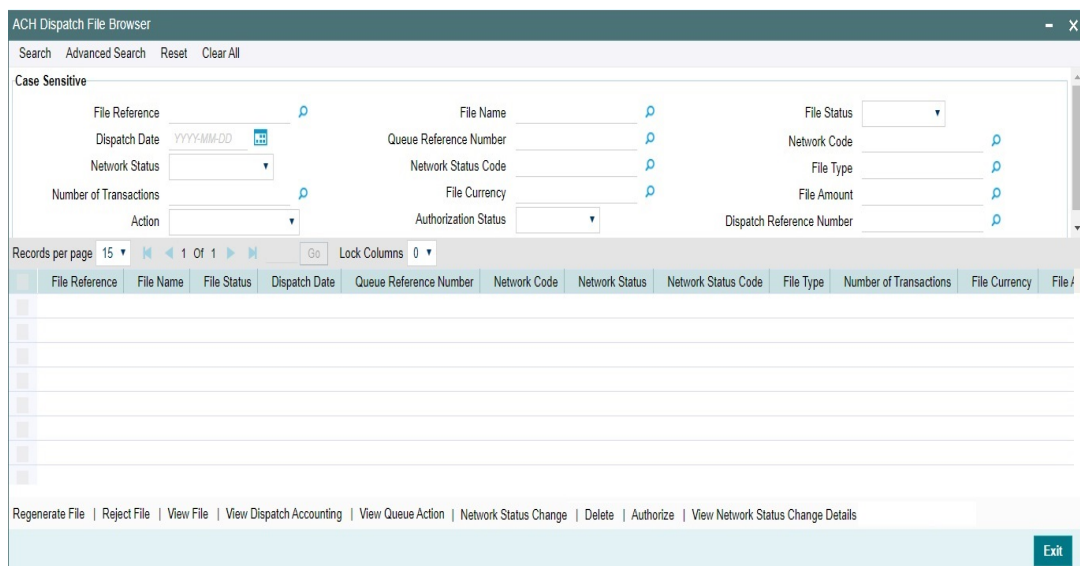 ACH Dispatch File Browser
Search Advanced Search Reset Clear All
Case Sensitive
File Reference File Name File Status
Dispatch Date YYYY-MM-DD Queue Reference Number Network Code
Network Status Network Status Code File Type
Number of Transactions File Currency File Amount
Action Authorization Status Dispatch Reference Number
Records per page 15 1 Of 1 Go Lock Columns 0
File Reference File Name File Status Dispatch Date Queue Reference Number Network Code Network Status Network Status Code File Type Number of Transactions File Currency File
Regenerate File | Reject File | View File | View Dispatch Accounting | View Queue Action | Network Status Change | Delete | Authorize | View Network Status Change Details
Exit